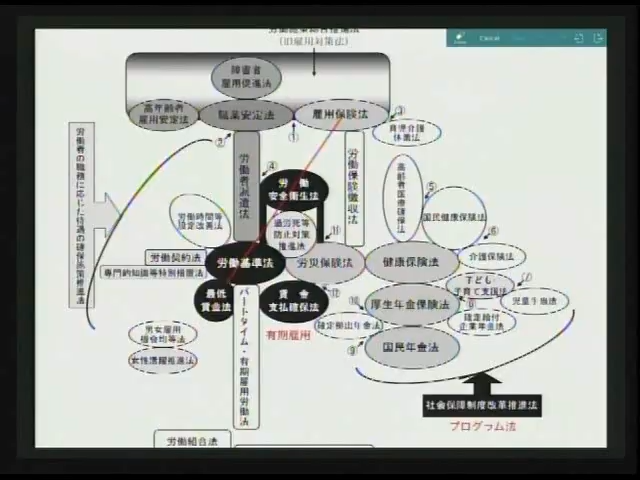 (旧雇用対策法)
障害者
雇用促進法
高年齢者
雇用安定法
職業安定法
雇用保険法
③
育児介護
休業法
②
①
労働者の職務に応じた待遇の確保法施策推進法
労働者派遣法
④
労働
安全衛生法
労働保険徴収法
高齢者医療確保法
⑤
国民健康保険法
労働時間等
設定改善法
過労死等
防止対策
推進法
⑪
⑥
労働契約法
専門的知識等特別措置法
労働基準法
労災保険法
健康保険法
介護保険法
子ども
子育て支援法
⑦
児童手当法
最低
賃金法
パートタイム・有期雇用労働法
賃金
支払確保法
⑫
⑩
厚生年金保険法
⑧
確定給付
企業年金法
確定拠出年金法
男女雇用
機会均等法
女性活躍推進法
有期雇用
⑨
国民年金法
社会保障制度改革推進法
プログラム法
労働組合法